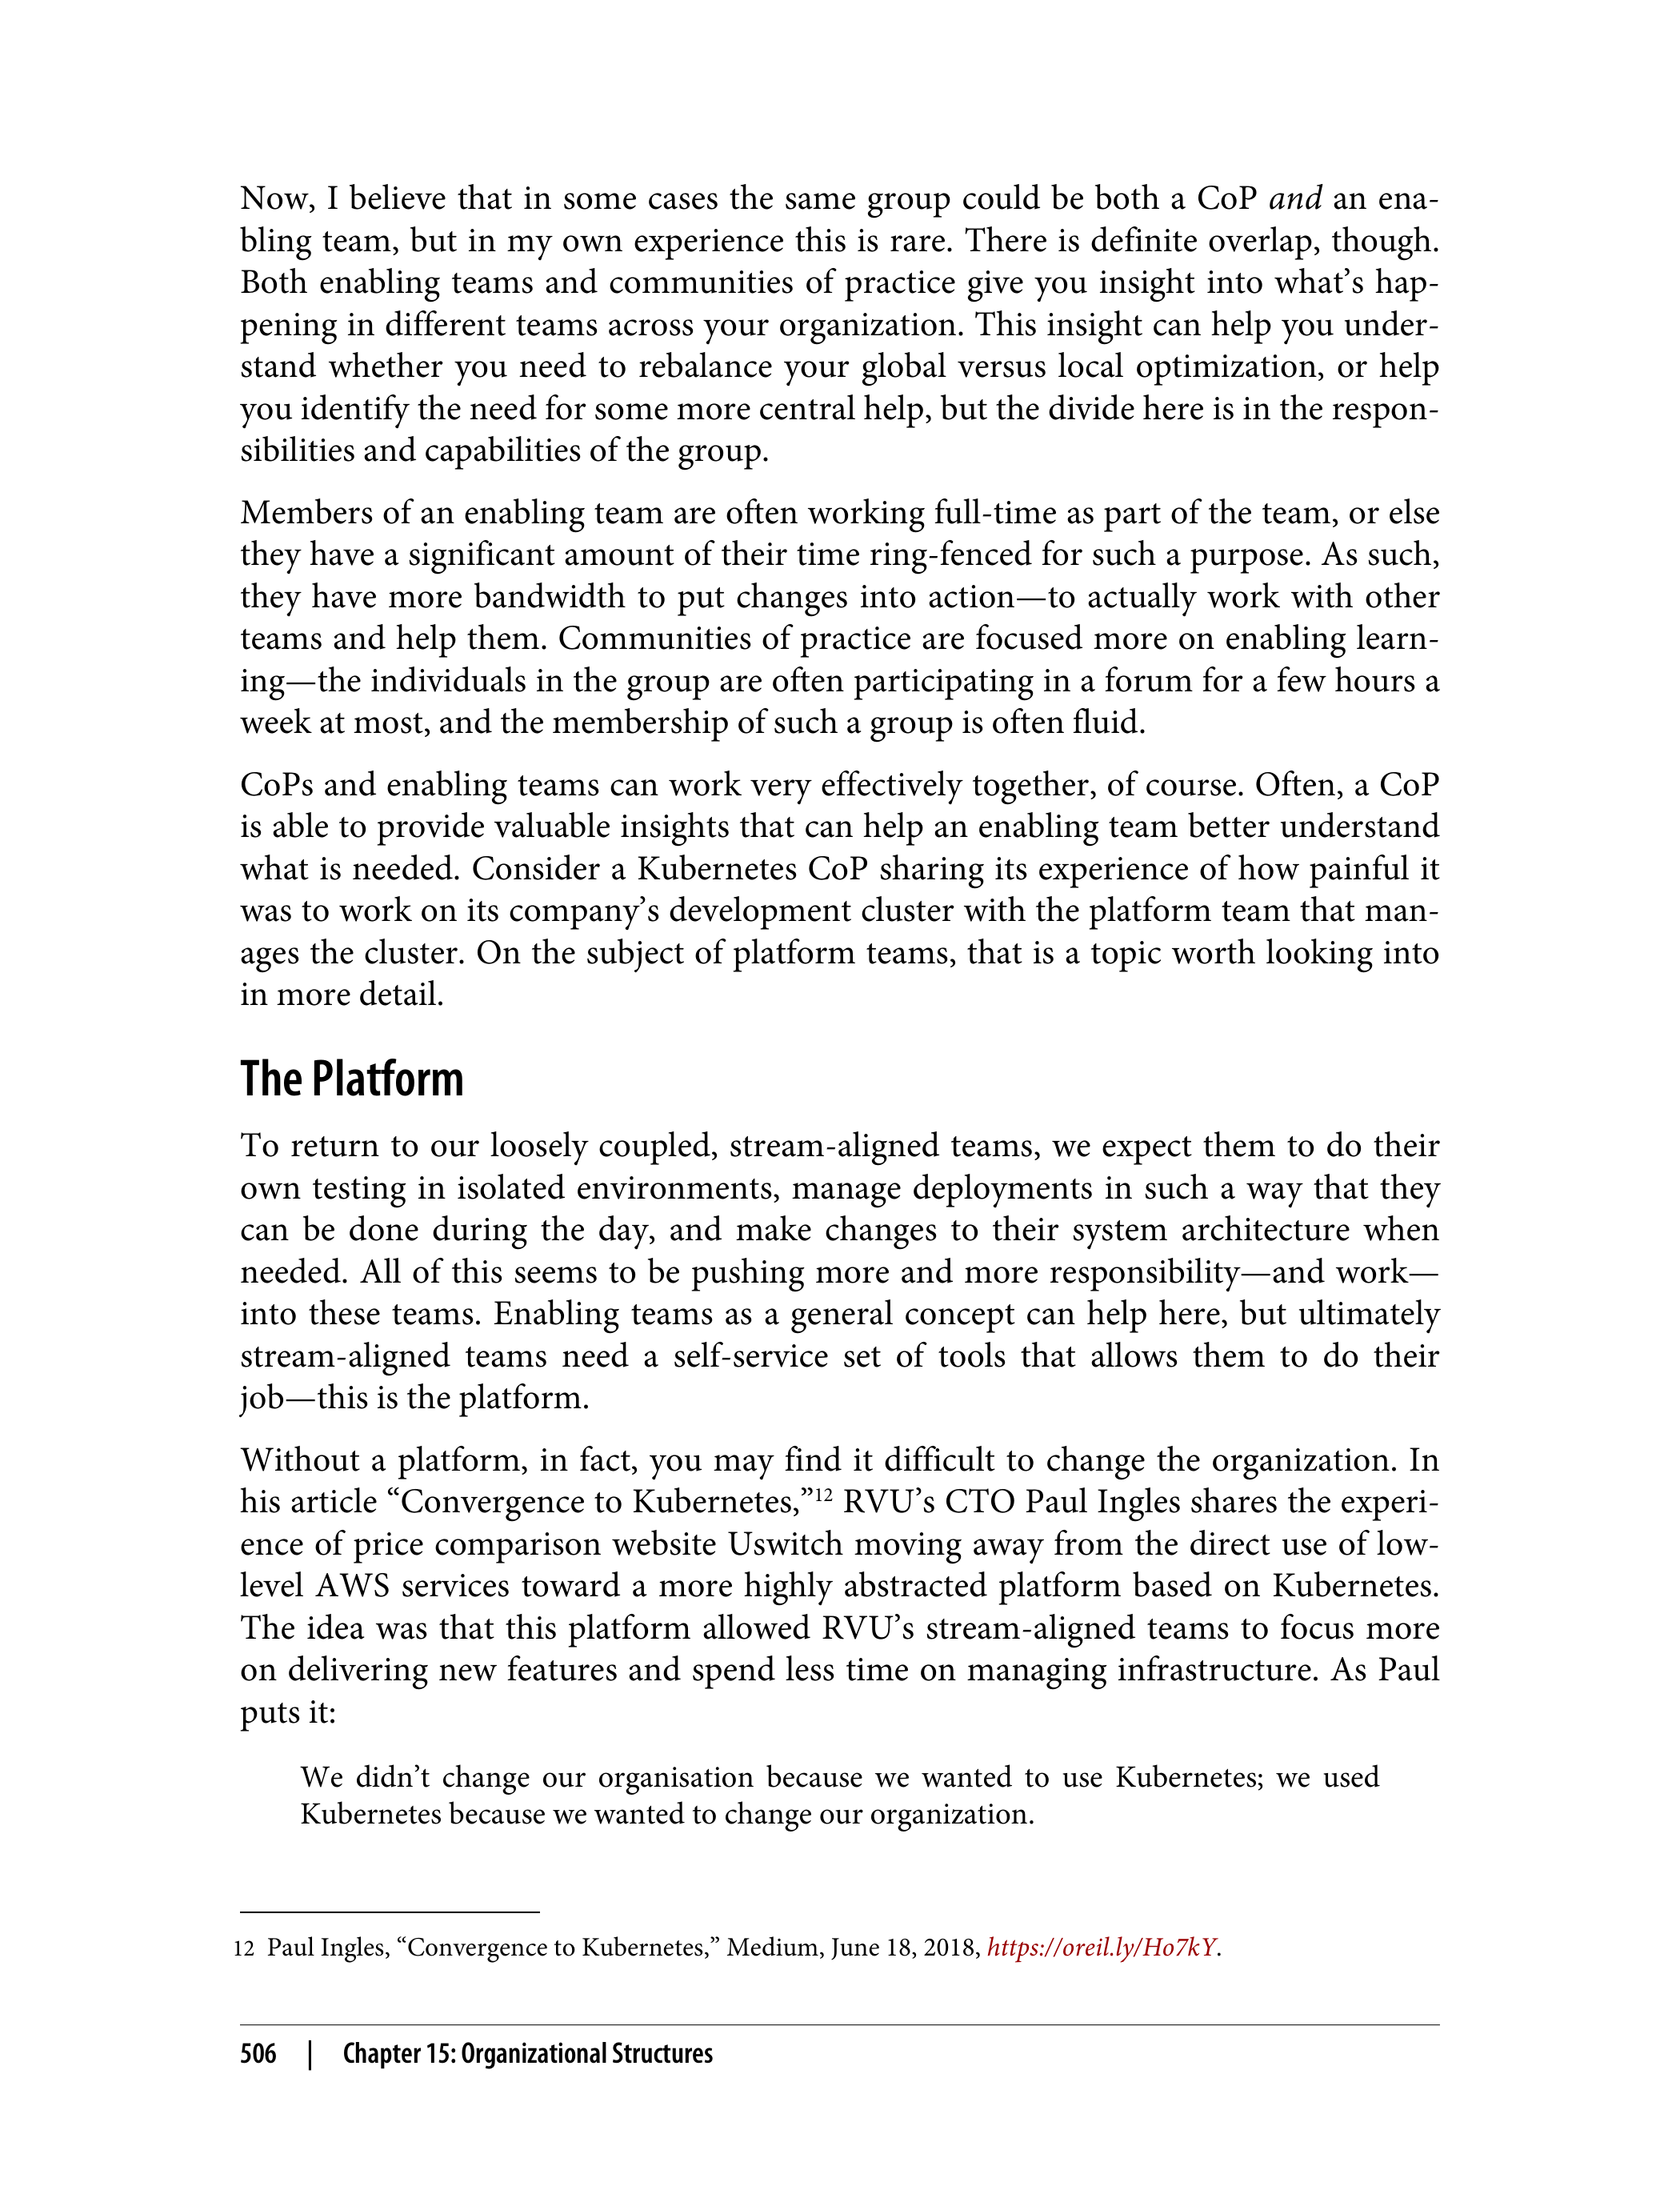 Now, I believe that in some cases the same group could be both a CoP and an ena-
bling team, but in my own experience this is rare. There is definite overlap, though.
Both enabling teams and communities of practice give you insight into what’s hap-
pening in different teams across your organization. This insight can help you under-
stand whether you need to rebalance your global versus local optimization, or help
you identify the need for some more central help, but the divide here is in the respon-
sibilities and capabilities of the group.
Members of an enabling team are often working full-time as part of the team, or else
they have a significant amount of their time ring-fenced for such a purpose. As such,
they have more bandwidth to put changes into action—to actually work with other
teams and help them. Communities of practice are focused more on enabling learn-
ing—the individuals in the group are often participating in a forum for a few hours a
week at most, and the membership of such a group is often fluid.
CoPs and enabling teams can work very effectively together, of course. Often, a CoP
is able to provide valuable insights that can help an enabling team better understand
what is needed. Consider a Kubernetes CoP sharing its experience of how painful it
was to work on its company’s development cluster with the platform team that man-
ages the cluster. On the subject of platform teams, that is a topic worth looking into
in more detail.
The Platform
To return to our loosely coupled, stream-aligned teams, we expect them to do their
own testing in isolated environments, manage deployments in such a way that they
can be done during the day, and make changes to their system architecture when
needed. All of this seems to be pushing more and more responsibility—and work—
into these teams. Enabling teams as a general concept can help here, but ultimately
stream-aligned teams need a self-service set of tools that allows them to do their
job—this is the platform.
Without a platform, in fact, you may find it difficult to change the organization. In
his article “Convergence to Kubernetes,”12 RVU’s CTO Paul Ingles shares the experi-
ence of price comparison website Uswitch moving away from the direct use of low-
level AWS services toward a more highly abstracted platform based on Kubernetes.
The idea was that this platform allowed RVU’s stream-aligned teams to focus more
on delivering new features and spend less time on managing infrastructure. As Paul
puts it:
We didn’t change our organisation because we wanted to use Kubernetes; we used
Kubernetes because we wanted to change our organization.
12 Paul Ingles, “Convergence to Kubernetes,” Medium, June 18, 2018, https://oreil.ly/Ho7kY.
506 | Chapter 15: Organizational Structures